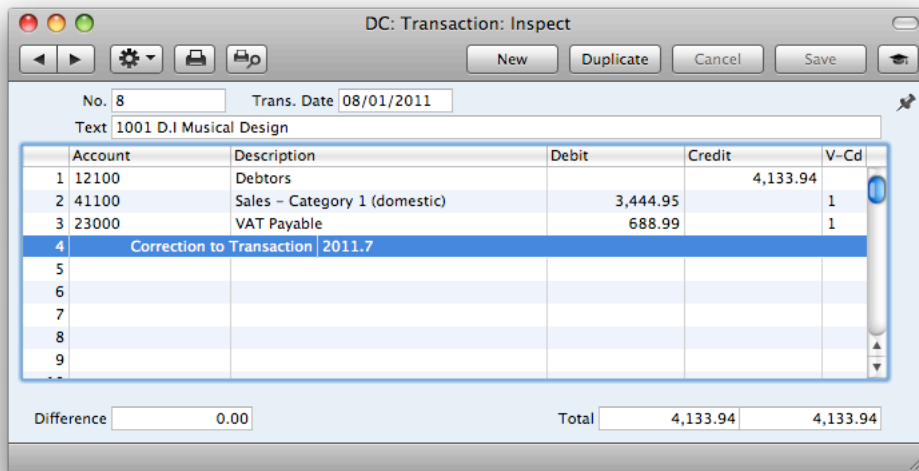 DC: Transaction: Inspect
New Duplicate Cancel Save
No. 8 Trans. Date 08/01/2011
Text 1001 D.I Musical Design
Account Description Debit Credit V-Cd
1 12100 Debtors 4,133.94
2 41100 Sales - Category 1 (domestic) 3,444.95 1
3 23000 VAT Payable 688.99 1
4 Correction to Transaction 2011.7
5
6
7
8
9
Difference 0.00 Total 4,133.94 4,133.94